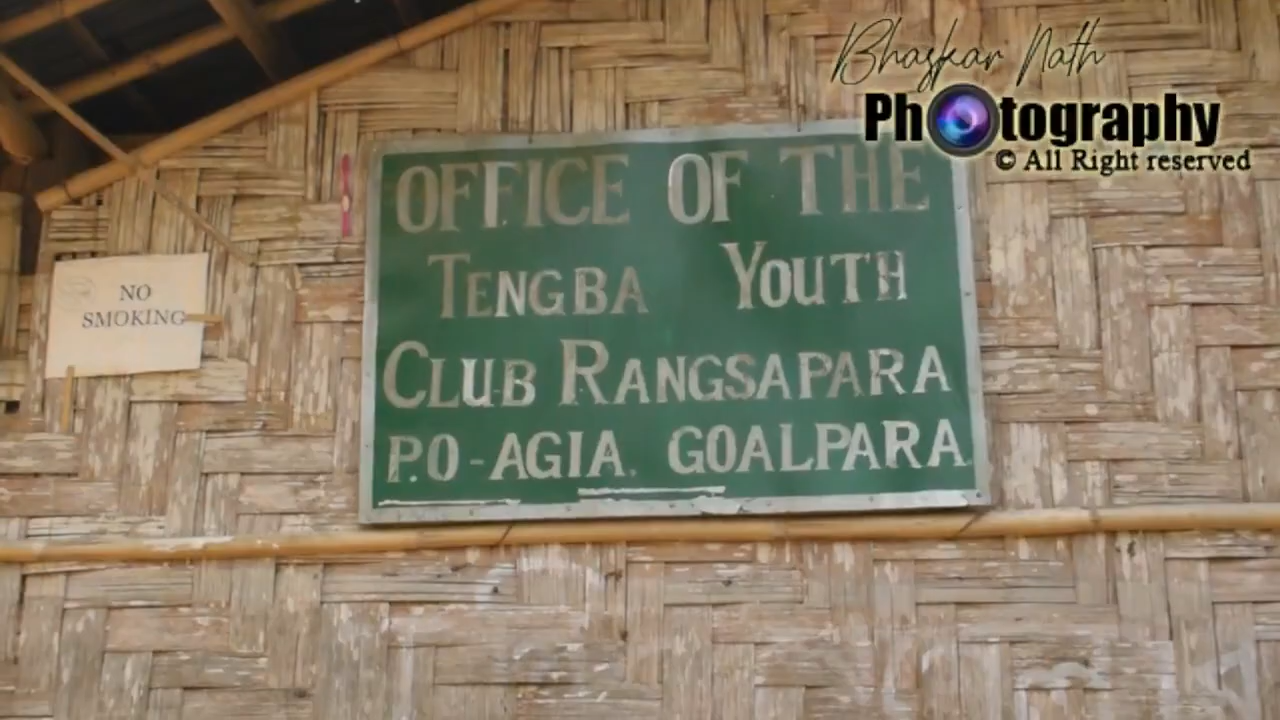 Bhaskar Nath
Photography
© All Right reserved
OFFICE OF THE
TENGBA YOUTH
CLUB RANGSAPARA
P.O-AGIA. GOALPARA
NO
SMOKING